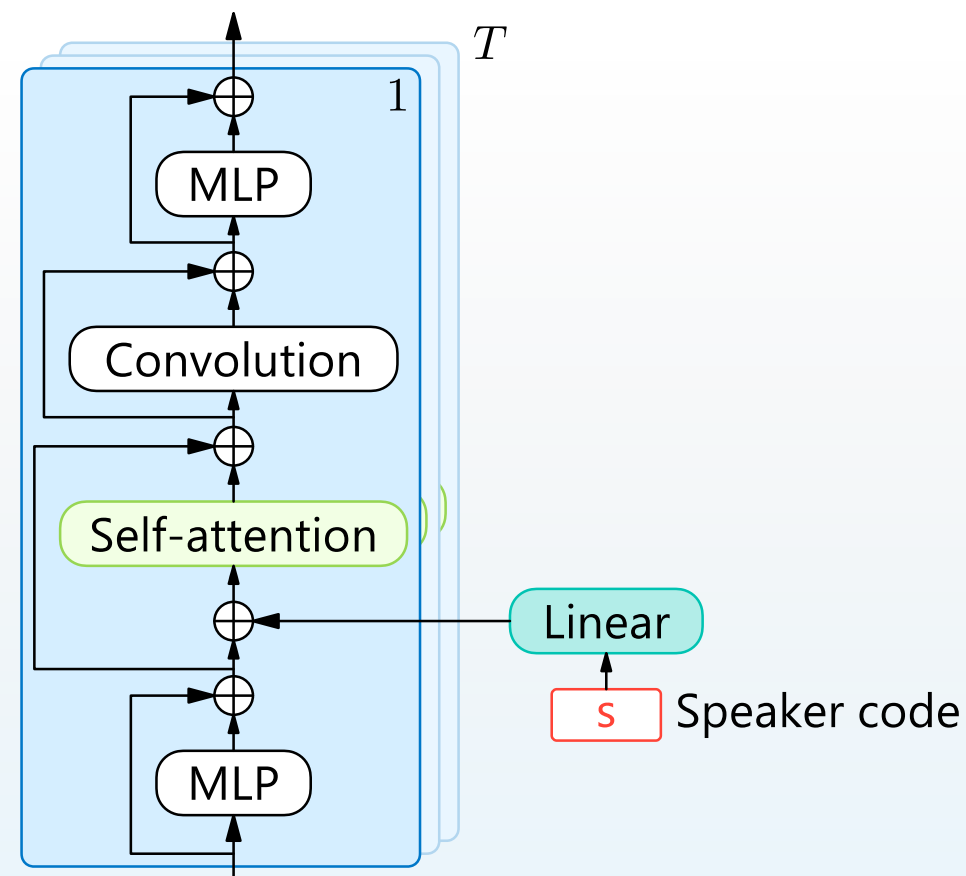 T
1
MLP
Convolution
Self-attention
Linear
s
Speaker code
MLP